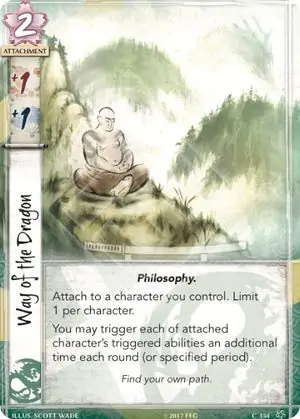 2
ATTACHMENT
+1
+1
Way of the Dragon
Philosophy.
Attach to a character you control. Limit
1 per character.
You may trigger each of attached
character's triggered abilities an additional
time each round (or specified period).
Find your own path.
ILLUS: SCOTT WADE
© 2017 FFG
C 154